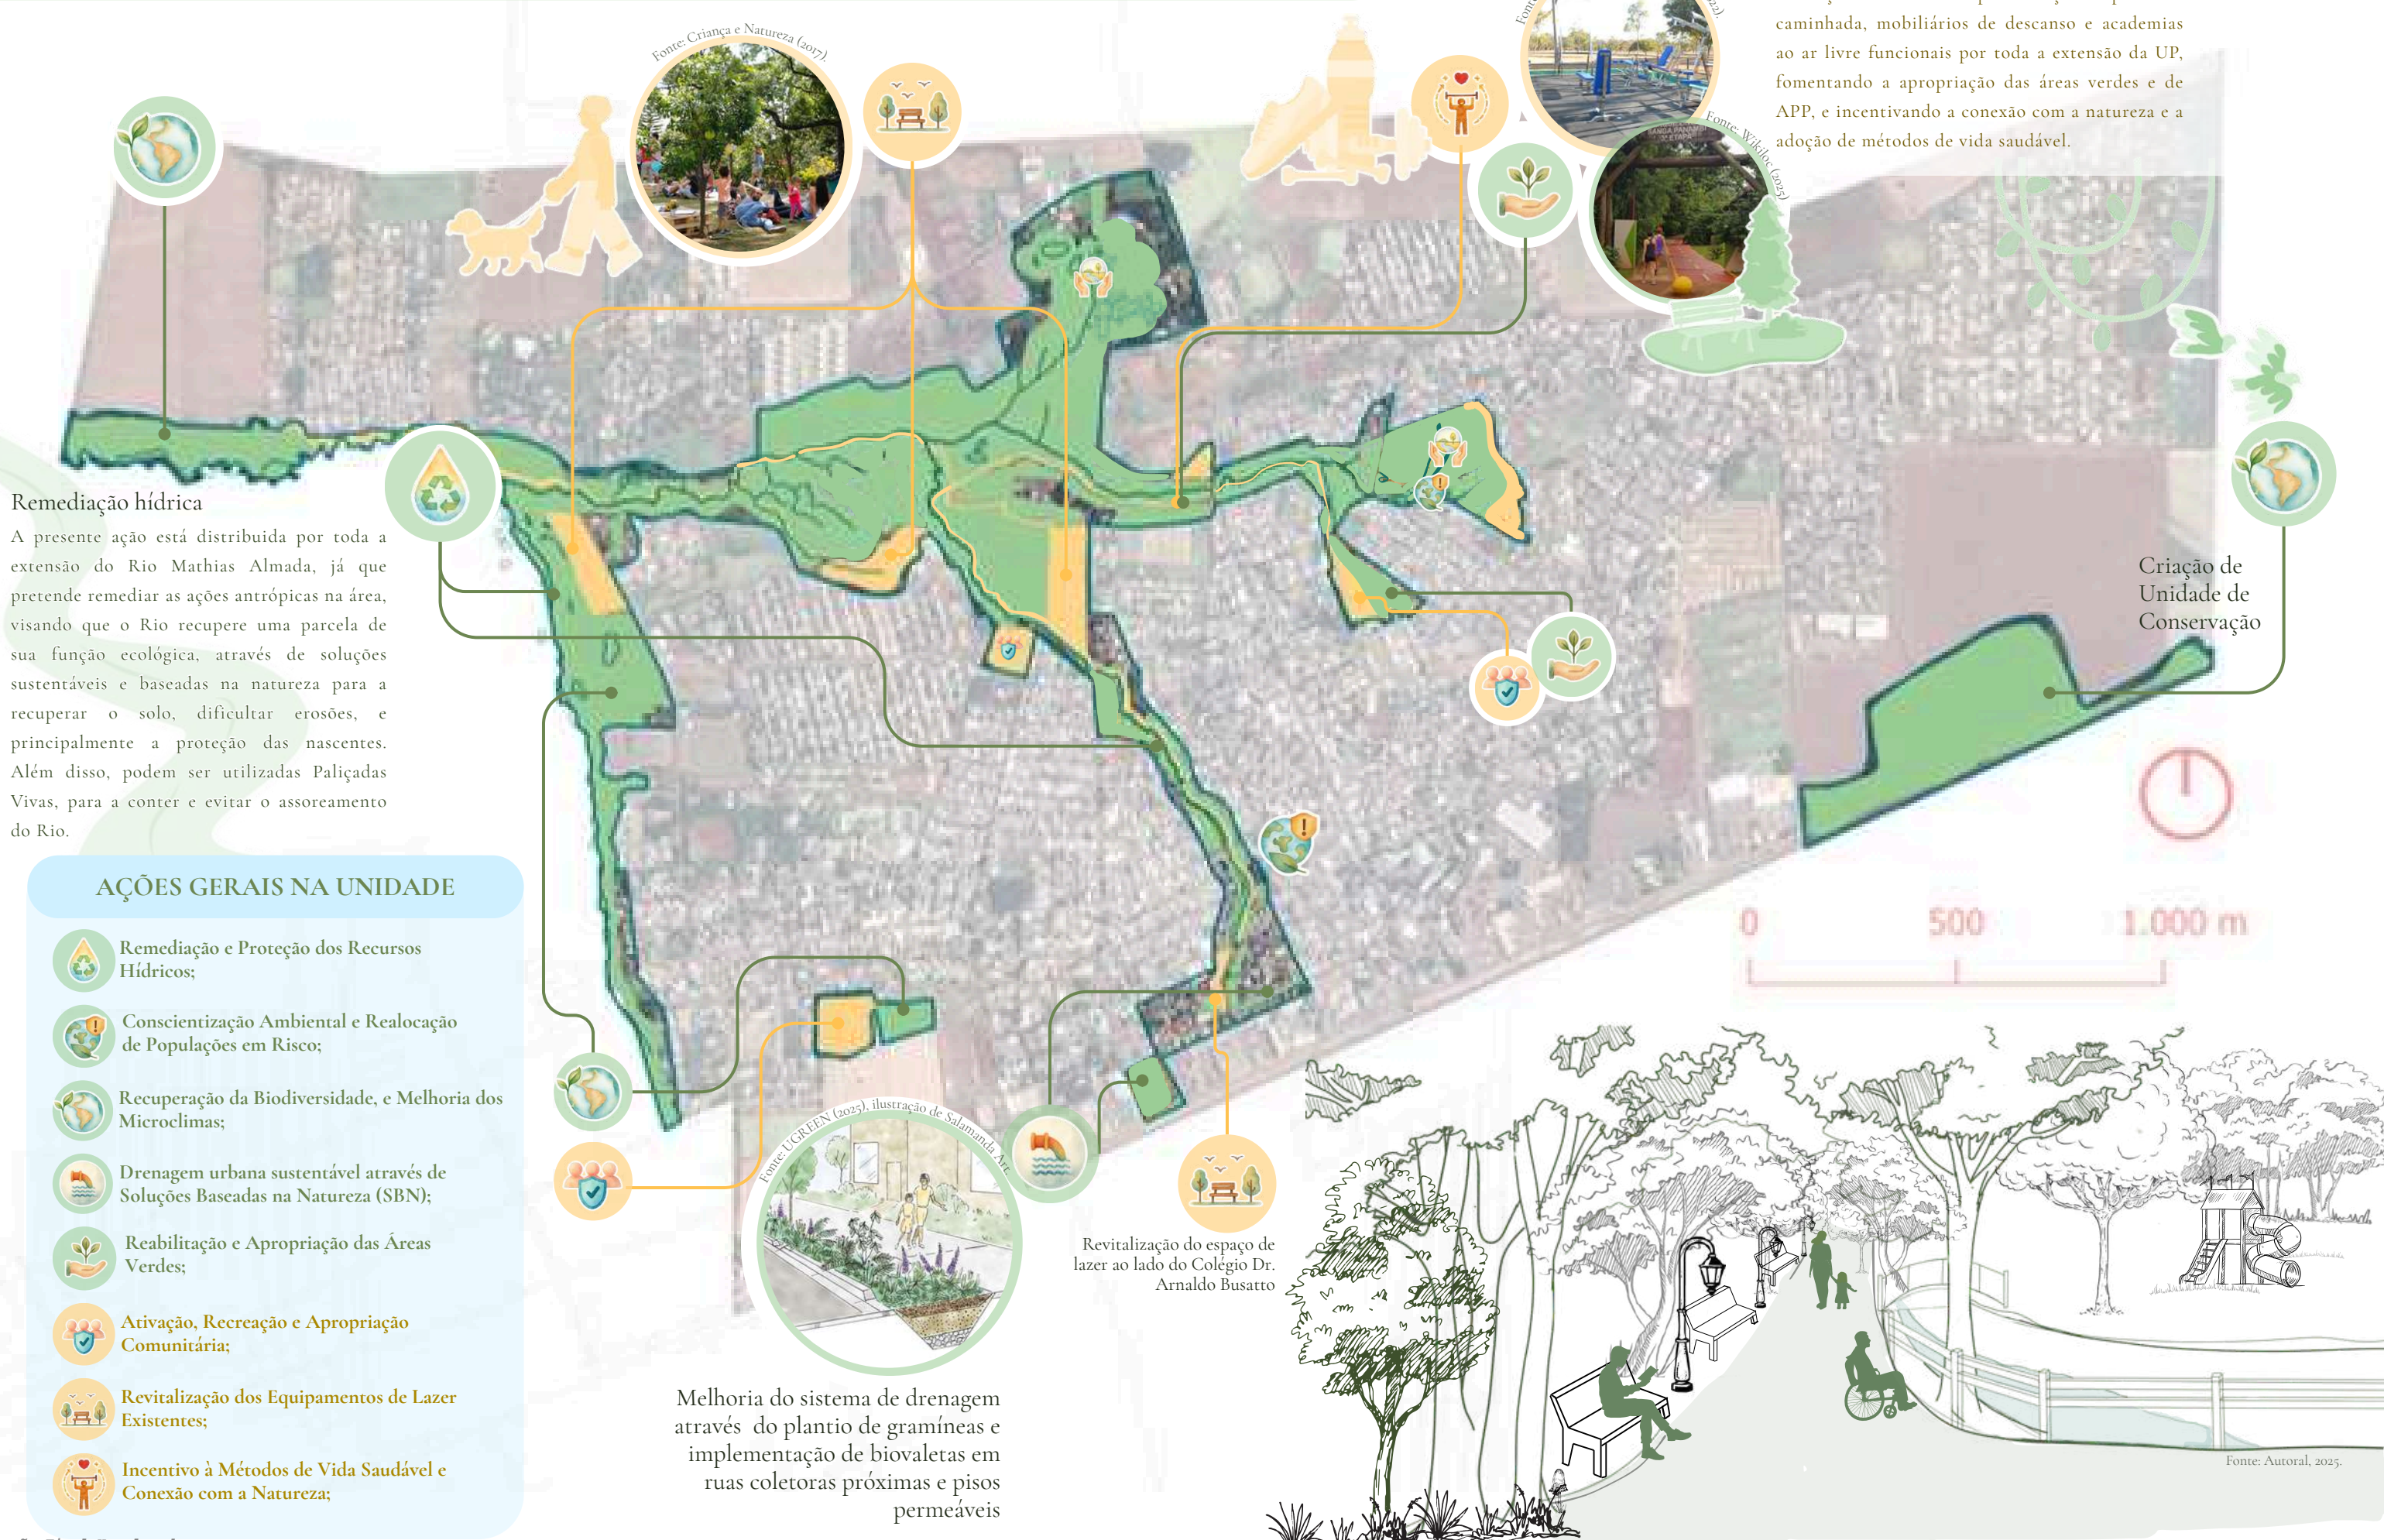 caminhada, mobiliários de descanso e academias
ao ar livre funcionais por toda a extensão da UP,
fomentando a apropriação das áreas verdes e de
APP, e incentivando a conexão com a natureza e a
adoção de métodos de vida saudável.
Fonte: Criança e Natureza (2017).
Fonte: Wikiloc (2025)
Remediação hídrica
A presente ação está distribuida por toda a
extensão do Rio Mathias Almada, já que
pretende remediar as ações antrópicas na área,
visando que o Rio recupere uma parcela de
sua função ecológica, através de soluções
sustentáveis e baseadas na natureza para a
recuperar o solo, dificultar erosões, e
principalmente a proteção das nascentes.
Além disso, podem ser utilizadas Paliçadas
Vivas, para a conter e evitar o assoreamento
do Rio.
Criação de
Unidade de
Conservação
0 500 1.000 m
AÇÕES GERAIS NA UNIDADE
Remediação e Proteção dos Recursos
Hídricos;
Conscientização Ambiental e Realocação
de Populações em Risco;
Recuperação da Biodiversidade, e Melhoria dos
Microclimas;
Drenagem urbana sustentável através de
Soluções Baseadas na Natureza (SBN);
Reabilitação e Apropriação das Áreas
Verdes;
Ativação, Recreação e Apropriação
Comunitária;
Revitalização dos Equipamentos de Lazer
Existentes;
Incentivo à Métodos de Vida Saudável e
Conexão com a Natureza;
Fonte: UGREEN (2025), ilustração de Salamanda Art.
Melhoria do sistema de drenagem
através do plantio de gramíneas e
implementação de biovaletas em
ruas coletoras próximas e pisos
permeáveis
Revitalização do espaço de
lazer ao lado do Colégio Dr.
Arnaldo Busatto
Fonte: Autoral, 2025.